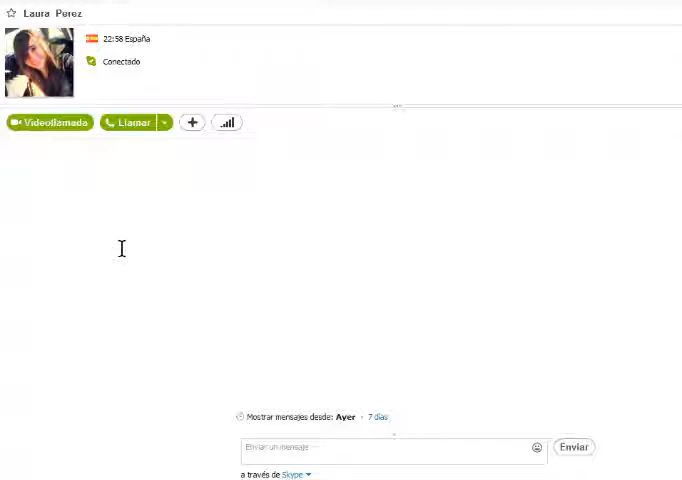 Laura Perez
22:58 España
Conectado
Videollamada Llamar
Mostrar mensajes desde: Ayer · 7 días
Enviar un mensaje
Enviar
a través de Skype